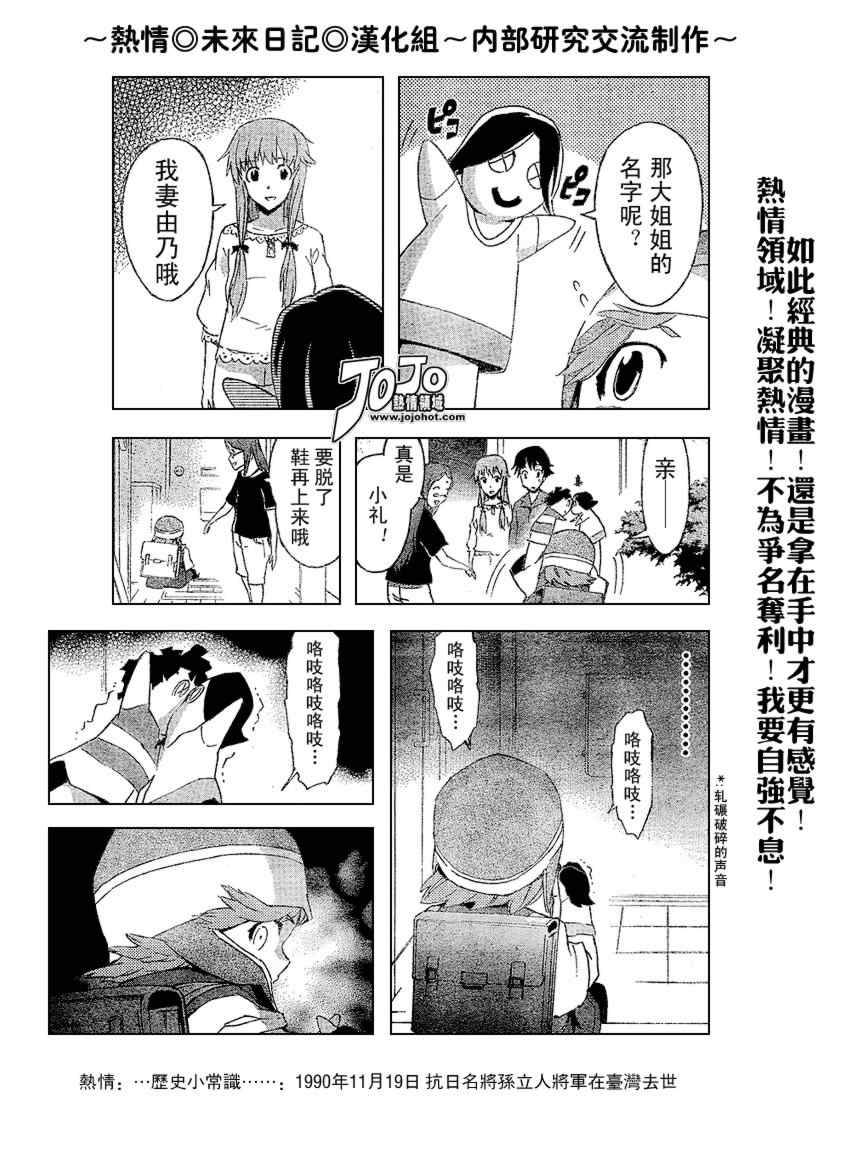 ～熱情◎未來日記◎漢化組～内部研究交流制作～
那大姐姐的
名字呢？
ピコ
ピコ
我妻由乃哦
JOJO
熱情領域
www.jojohot.com
亲——
真是
小礼！
要脱了
鞋再上来哦
………………
咯吱咯吱…
咯吱咯吱…
*:轧碾破碎的声音
咯吱咯吱咯吱…
如此經典的漫畫！還是拿在手中才更有感覺！
熱情領域！凝聚熱情！不為爭名奪利！我要自強不息！
熱情：…歷史小常識……：1990年11月19日 抗日名將孫立人將軍在臺灣去世